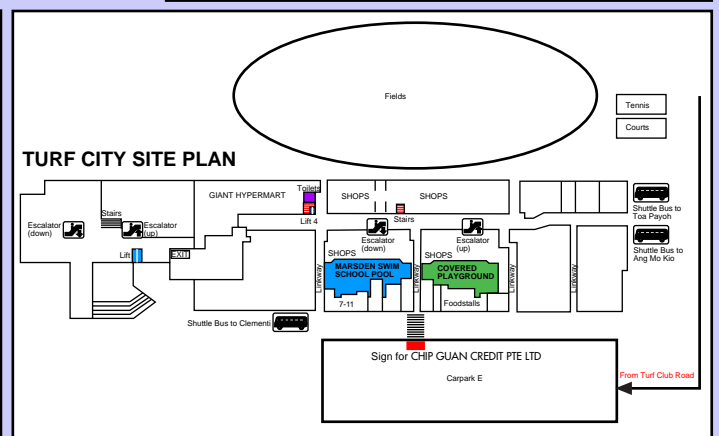 Fields
Tennis
Courts
TURF CITY SITE PLAN
GIANT HYPERMART
Toilets
Lift 4
SHOPS
SHOPS
Stairs
Shuttle Bus to
Toa Payoh
Stairs
Escalator
(down)
Escalator
(up)
Lift
EXIT
Escalator
(down)
Escalator
(up)
Shuttle Bus to
Ang Mo Kio
SHOPS
SHOPS
MARSDEN SWIM
SCHOOL POOL
COVERED
PLAYGROUND
Linkway
Linkway
Linkway
Linkway
7-11
Foodstalls
Shuttle Bus to Clementi
Sign for CHIP GUAN CREDIT PTE LTD
Carpark E
From Turf Club Road